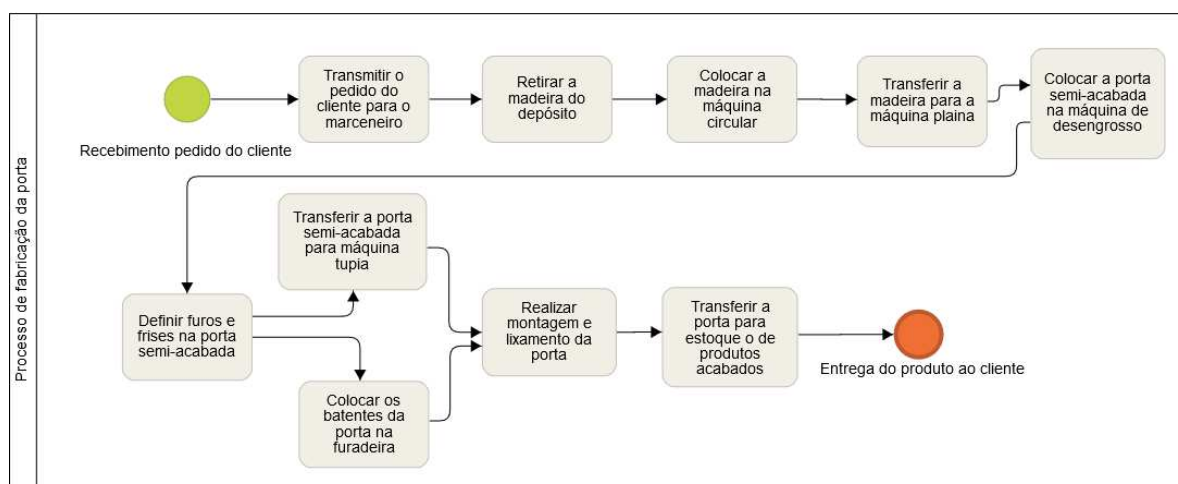 Processo de fabricação da porta
Recebimento pedido do cliente
Transmitir o
pedido do
cliente para o
marceneiro
Retirar a
madeira do
depósito
Colocar a
madeira na
máquina
circular
Transferir a
madeira para a
máquina plaina
Colocar a porta
semi-acabada
na máquina de
desengrosso
Definir furos e
frises na porta
semi-acabada
Transferir a porta
semi-acabada
para máquina
tupia
Colocar os
batentes da
porta na
furadeira
Realizar
montagem e
lixamento da
porta
Transferir a
porta para
estoque o de
produtos
acabados
Entrega do produto ao cliente